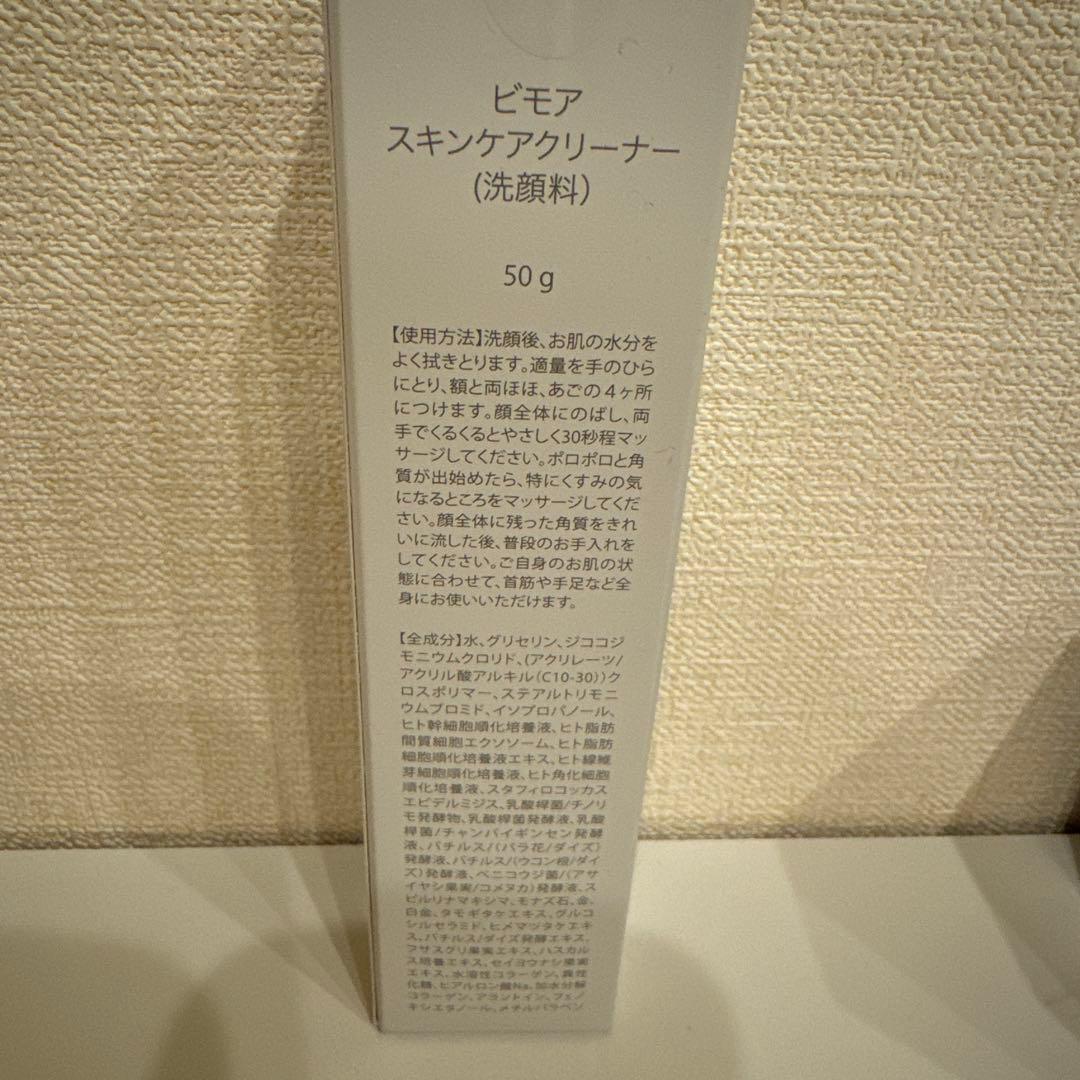 ビモア
スキンケアクリーナー
(洗顔料)
50 g
【使用方法】洗顔後、お肌の水分を
よく拭きとります。適量を手のひら
にとり、額と両ほほ、あごの4ヶ所
につけます。顔全体にのばし、両
手でくるくるとやさしく30秒程マッ
サージしてください。ポロポロと角
質が出始めたら、特にくすみの気
になるところをマッサージしてくだ
さい。顔全体に残った角質をきれ
いに流した後、普段のお手入れを
してください。ご自身のお肌の状
態に合わせて、首筋や手足など全
身にお使いいただけます。
【全成分】水、グリセリン、ジココジ
モニウムクロリド、(アクリレーツ/
アクリル酸アルキル(C10-30))ク
ロスポリマー、ステアルトリモニ
ウムブロミド、イソプロパノール、
ヒト幹細胞順化培養液、ヒト脂肪
間質細胞エクソソーム、ヒト脂肪
細胞順化培養液エキス、ヒト線維
芽細胞順化培養液、ヒト角化細胞
順化培養液、スタフィロコッカス
エピデルミジス、乳酸桿菌/チノリ
モ発酵物、乳酸桿菌発酵液、乳酸
桿菌/チャンバイギンセン発酵
液、バチルス/(バラ花/ダイズ)
発酵液、バチルス/(ウコン根/ダイ
ズ)発酵液、ベニコウジ菌/(アサ
イヤシ果実/コメヌカ)発酵液、ス
ピルリナマキシマ、モナズ石、金、
白金、タモギタケエキス、グルコ
シルセラミド、ヒメマツタケエキ
ス、バチルス/ダイズ発酵エキス、
フサスグリ果実エキス、ハスカル
ス培養エキス、セイヨウナシ果実
エキス、水溶性コラーゲン、異性
化糖、ヒアルロン酸Na、加水分解
コラーゲン、アラントイン、フェノ
キシエタノール、メチルパラベン